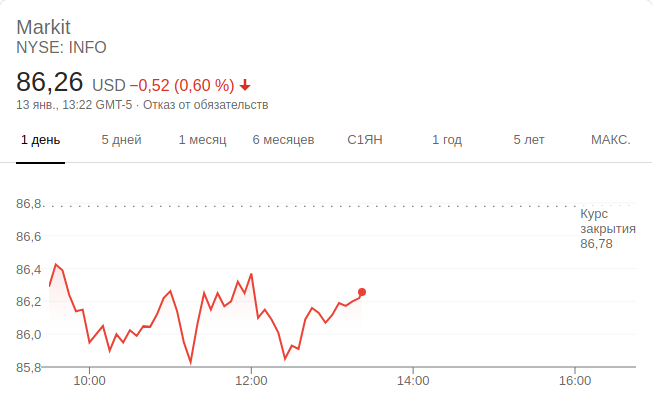 Markit
NYSE: INFO
86,26 USD −0,52 (0,60 %)
13 янв., 13:22 GMT-5 · Отказ от обязательств
1 день 5 дней 1 месяц 6 месяцев С1ЯН 1 год 5 лет МАКС.
86,8
Курс
закрытия
86,78
86,6
86,4
86,2
86,0
85,8
10:00 12:00 14:00 16:00